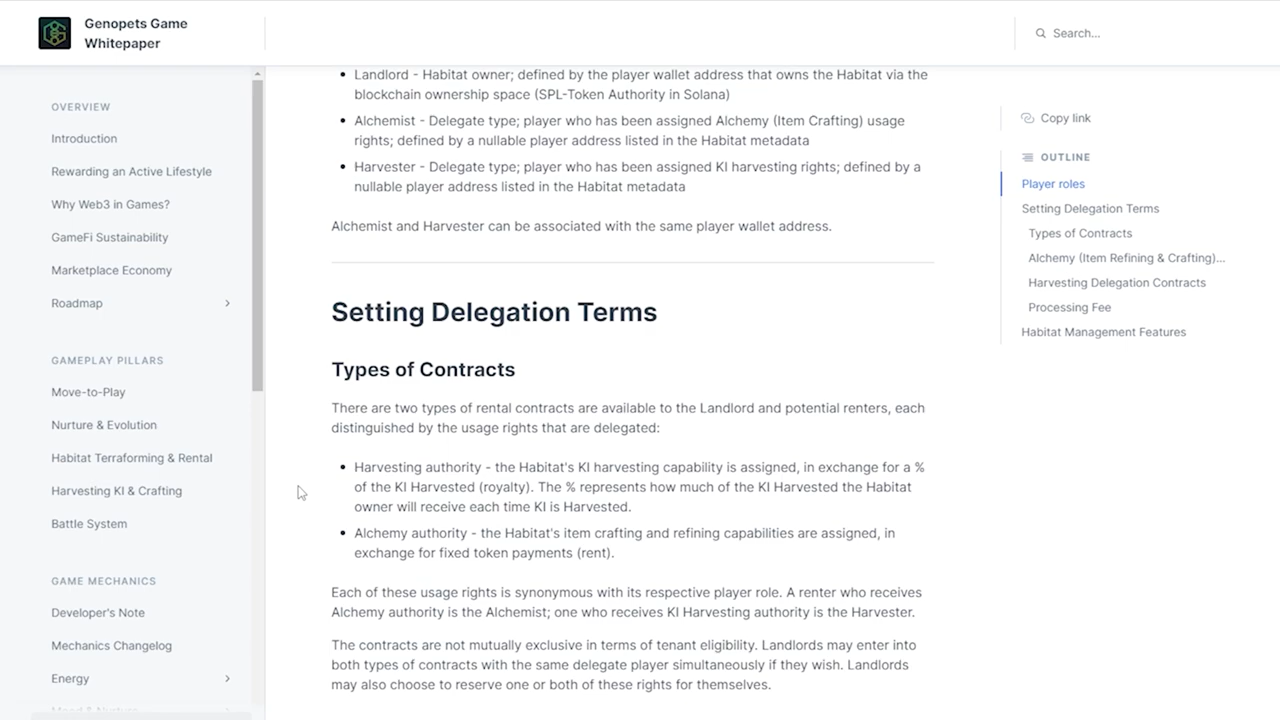 Genopets Game
Whitepaper
Search...
OVERVIEW
Introduction
Rewarding an Active Lifestyle
Why Web3 in Games?
GameFi Sustainability
Marketplace Economy
Roadmap
GAMEPLAY PILLARS
Move-to-Play
Nurture & Evolution
Habitat Terraforming & Rental
Harvesting KI & Crafting
Battle System
GAME MECHANICS
Developer's Note
Mechanics Changelog
Energy
Mood & Nurture
• Landlord - Habitat owner; defined by the player wallet address that owns the Habitat via the
blockchain ownership space (SPL-Token Authority in Solana)
• Alchemist - Delegate type; player who has been assigned Alchemy (Item Crafting) usage
rights; defined by a nullable player address listed in the Habitat metadata
• Harvester - Delegate type; player who has been assigned KI harvesting rights; defined by a
nullable player address listed in the Habitat metadata
Alchemist and Harvester can be associated with the same player wallet address.
Setting Delegation Terms
Types of Contracts
There are two types of rental contracts are available to the Landlord and potential renters, each
distinguished by the usage rights that are delegated:
• Harvesting authority - the Habitat's KI harvesting capability is assigned, in exchange for a %
of the KI Harvested (royalty). The % represents how much of the KI Harvested the Habitat
owner will receive each time KI is Harvested.
• Alchemy authority - the Habitat's item crafting and refining capabilities are assigned, in
exchange for fixed token payments (rent).
Each of these usage rights is synonymous with its respective player role. A renter who receives
Alchemy authority is the Alchemist; one who receives KI Harvesting authority is the Harvester.
The contracts are not mutually exclusive in terms of tenant eligibility. Landlords may enter into
both types of contracts with the same delegate player simultaneously if they wish. Landlords
may also choose to reserve one or both of these rights for themselves.
Copy link
OUTLINE
Player roles
Setting Delegation Terms
Types of Contracts
Alchemy (Item Refining & Crafting)...
Harvesting Delegation Contracts
Processing Fee
Habitat Management Features